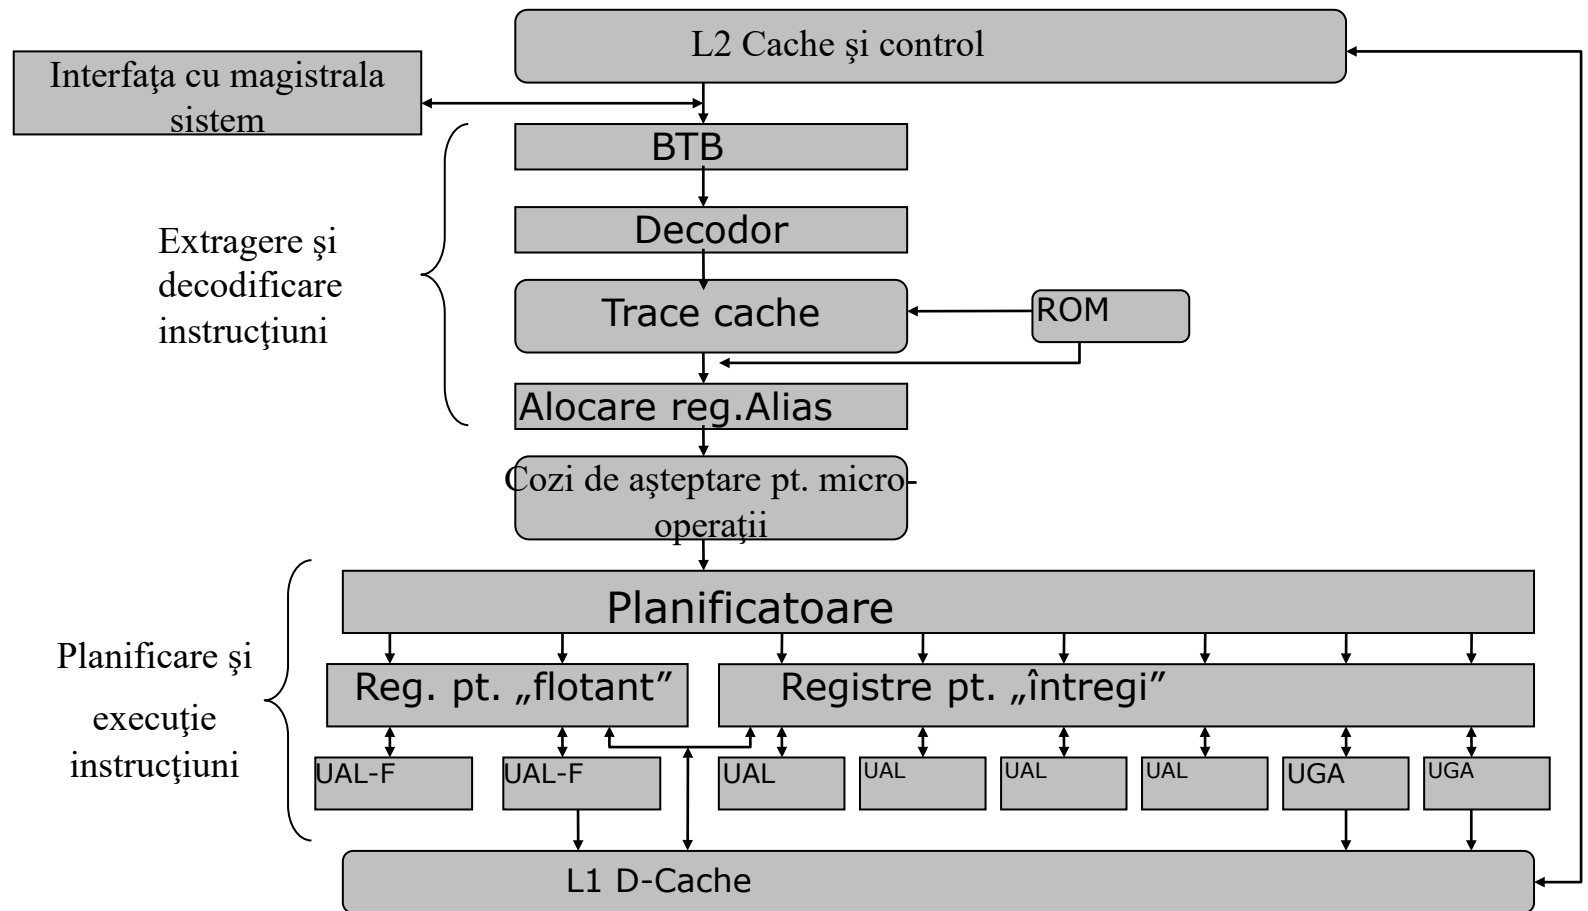 L2 Cache şi control
Interfaţa cu magistrala
sistem
BTB
Decodor
Extragere şi
decodificare
instrucţiuni
Trace cache
ROM
Alocare reg.Alias
Cozi de aşteptare pt. micro-
operaţii
Planificatoare
Planificare şi
execuţie
instrucţiuni
Reg. pt. „flotant”
Registre pt. „întregi”
UAL-F
UAL-F
UAL
UAL
UAL
UAL
UGA
UGA
L1 D-Cache